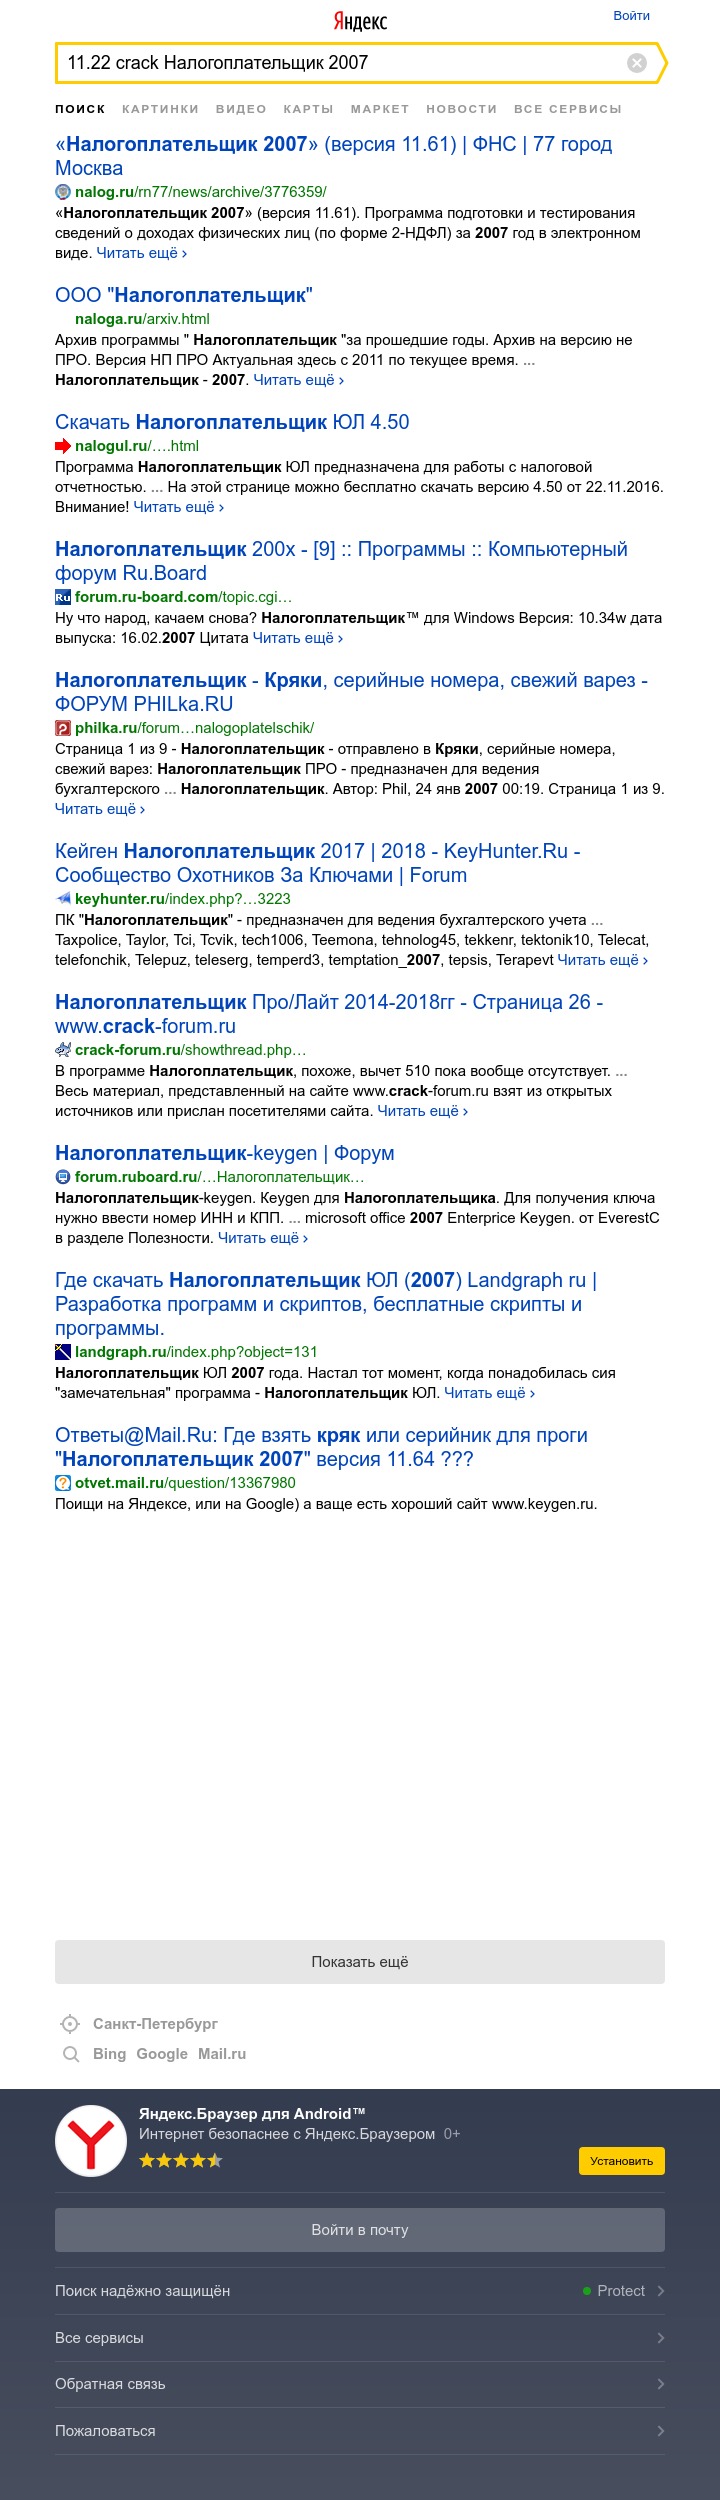 Яндекс
Войти
11.22 crack Налогоплательщик 2007
ПОИСК КАРТИНКИ ВИДЕО КАРТЫ МАРКЕТ НОВОСТИ ВСЕ СЕРВИСЫ
«Налогоплательщик 2007» (версия 11.61) | ФНС | 77 город
Москва
nalog.ru/rn77/news/archive/3776359/
«Налогоплательщик 2007» (версия 11.61). Программа подготовки и тестирования
сведений о доходах физических лиц (по форме 2-НДФЛ) за 2007 год в электронном
виде. Читать ещё ›
ООО "Налогоплательщик"
naloga.ru/arxiv.html
Архив программы " Налогоплательщик "за прошедшие годы. Архив на версию не
ПРО. Версия НП ПРО Актуальная здесь с 2011 по текущее время. ...
Налогоплательщик - 2007. Читать ещё ›
Скачать Налогоплательщик ЮЛ 4.50
nalogul.ru/….html
Программа Налогоплательщик ЮЛ предназначена для работы с налоговой
отчетностью. ... На этой странице можно бесплатно скачать версию 4.50 от 22.11.2016.
Внимание! Читать ещё ›
Налогоплательщик 200x - [9] :: Программы :: Компьютерный
форум Ru.Board
Ru forum.ru-board.com/topic.cgi…
Ну что народ, качаем снова? Налогоплательщик™ для Windows Версия: 10.34w дата
выпуска: 16.02.2007 Цитата Читать ещё ›
Налогоплательщик - Кряки, серийные номера, свежий варез -
ФОРУМ PHILka.RU
philka.ru/forum…nalogoplatelschik/
Страница 1 из 9 - Налогоплательщик - отправлено в Кряки, серийные номера,
свежий варез: Налогоплательщик ПРО - предназначен для ведения
бухгалтерского ... Налогоплательщик. Автор: Phil, 24 янв 2007 00:19. Страница 1 из 9.
Читать ещё ›
Кейген Налогоплательщик 2017 | 2018 - KeyHunter.Ru -
Сообщество Охотников За Ключами | Forum
keyhunter.ru/index.php?…3223
ПК "Налогоплательщик" - предназначен для ведения бухгалтерского учета ...
Taxpolice, Taylor, Tci, Tcvik, tech1006, Teemona, tehnolog45, tekkenr, tektonik10, Telecat,
telefonchik, Telepuz, teleserg, temperd3, temptation_2007, tepsis, Terapevt Читать ещё ›
Налогоплательщик Про/Лайт 2014-2018гг - Страница 26 -
www.crack-forum.ru
crack-forum.ru/showthread.php…
В программе Налогоплательщик, похоже, вычет 510 пока вообще отсутствует. ...
Весь материал, представленный на сайте www.crack-forum.ru взят из открытых
источников или прислан посетителями сайта. Читать ещё ›
Налогоплательщик-keygen | Форум
forum.ruboard.ru/…Налогоплательщик…
Налогоплательщик-keygen. Keygen для Налогоплательщика. Для получения ключа
нужно ввести номер ИНН и КПП. ... microsoft office 2007 Enterprice Keygen. от EverestC
в разделе Полезности. Читать ещё ›
Где скачать Налогоплательщик ЮЛ (2007) Landgraph ru |
Разработка программ и скриптов, бесплатные скрипты и
программы.
landgraph.ru/index.php?object=131
Налогоплательщик ЮЛ 2007 года. Настал тот момент, когда понадобилась сия
"замечательная" программа - Налогоплательщик ЮЛ. Читать ещё ›
Ответы@Mail.Ru: Где взять кряк или серийник для проги
"Налогоплательщик 2007" версия 11.64 ???
otvet.mail.ru/question/13367980
Поищи на Яндексе, или на Google) а ваще есть хороший сайт www.keygen.ru.
Показать ещё
Санкт-Петербург
Bing Google Mail.ru
Яндекс.Браузер для Android™
Интернет безопаснее с Яндекс.Браузером 0+
Установить
Войти в почту
Поиск надёжно защищён Protect
Все сервисы
Обратная связь
Пожаловаться